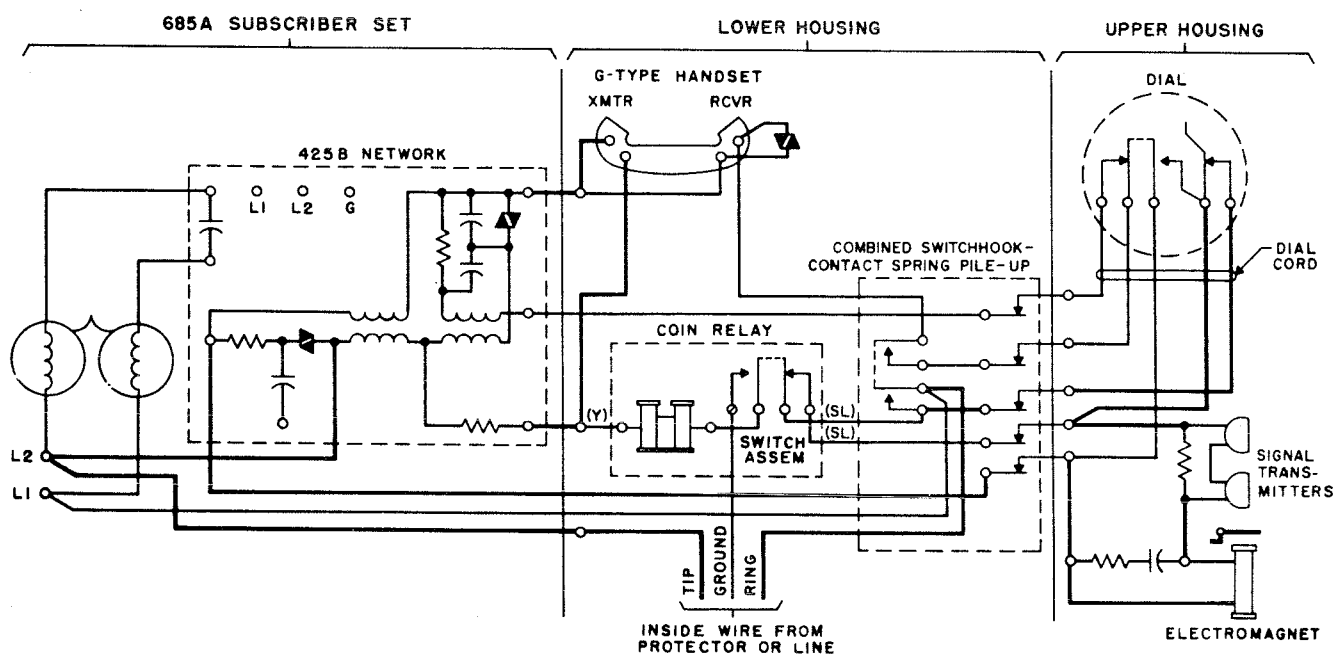 685A SUBSCRIBER SET
LOWER HOUSING
UPPER HOUSING
G-TYPE HANDSET
XMTR
RCVR
DIAL
425B NETWORK
L1
L2
G
COMBINED SWITCHHOOK-
CONTACT SPRING PILE-UP
DIAL
CORD
COIN RELAY
(Y)
(SL)
(SL)
SWITCH
ASSEM
L2
L1
SIGNAL
TRANS-
MITTERS
TIP
GROUND
RING
INSIDE WIRE FROM
PROTECTOR OR LINE
ELECTROMAGNET